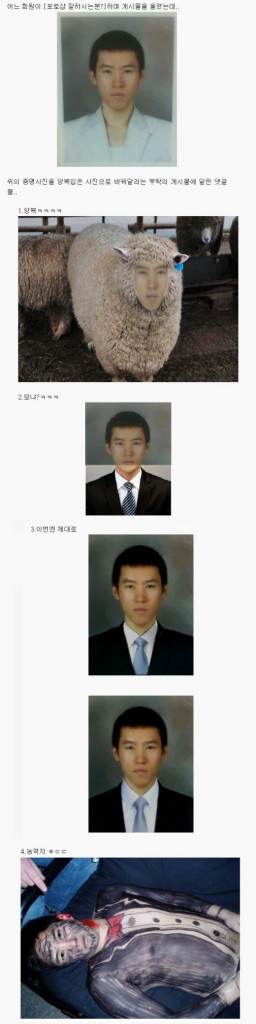 어느 회원이 [포토샵 잘하시는분?]하며 게시물을 올렸는데..
위의 증명사진을 양복입은 사진으로 바꿔달라는 부탁의 게시물에 달린 댓글
들..
1.양복ㅋㅋㅋㅋ
2.모냐?ㅋㅋㅋ
3.이번엔 제대로
4.능력자 ㅎㄷㄷ